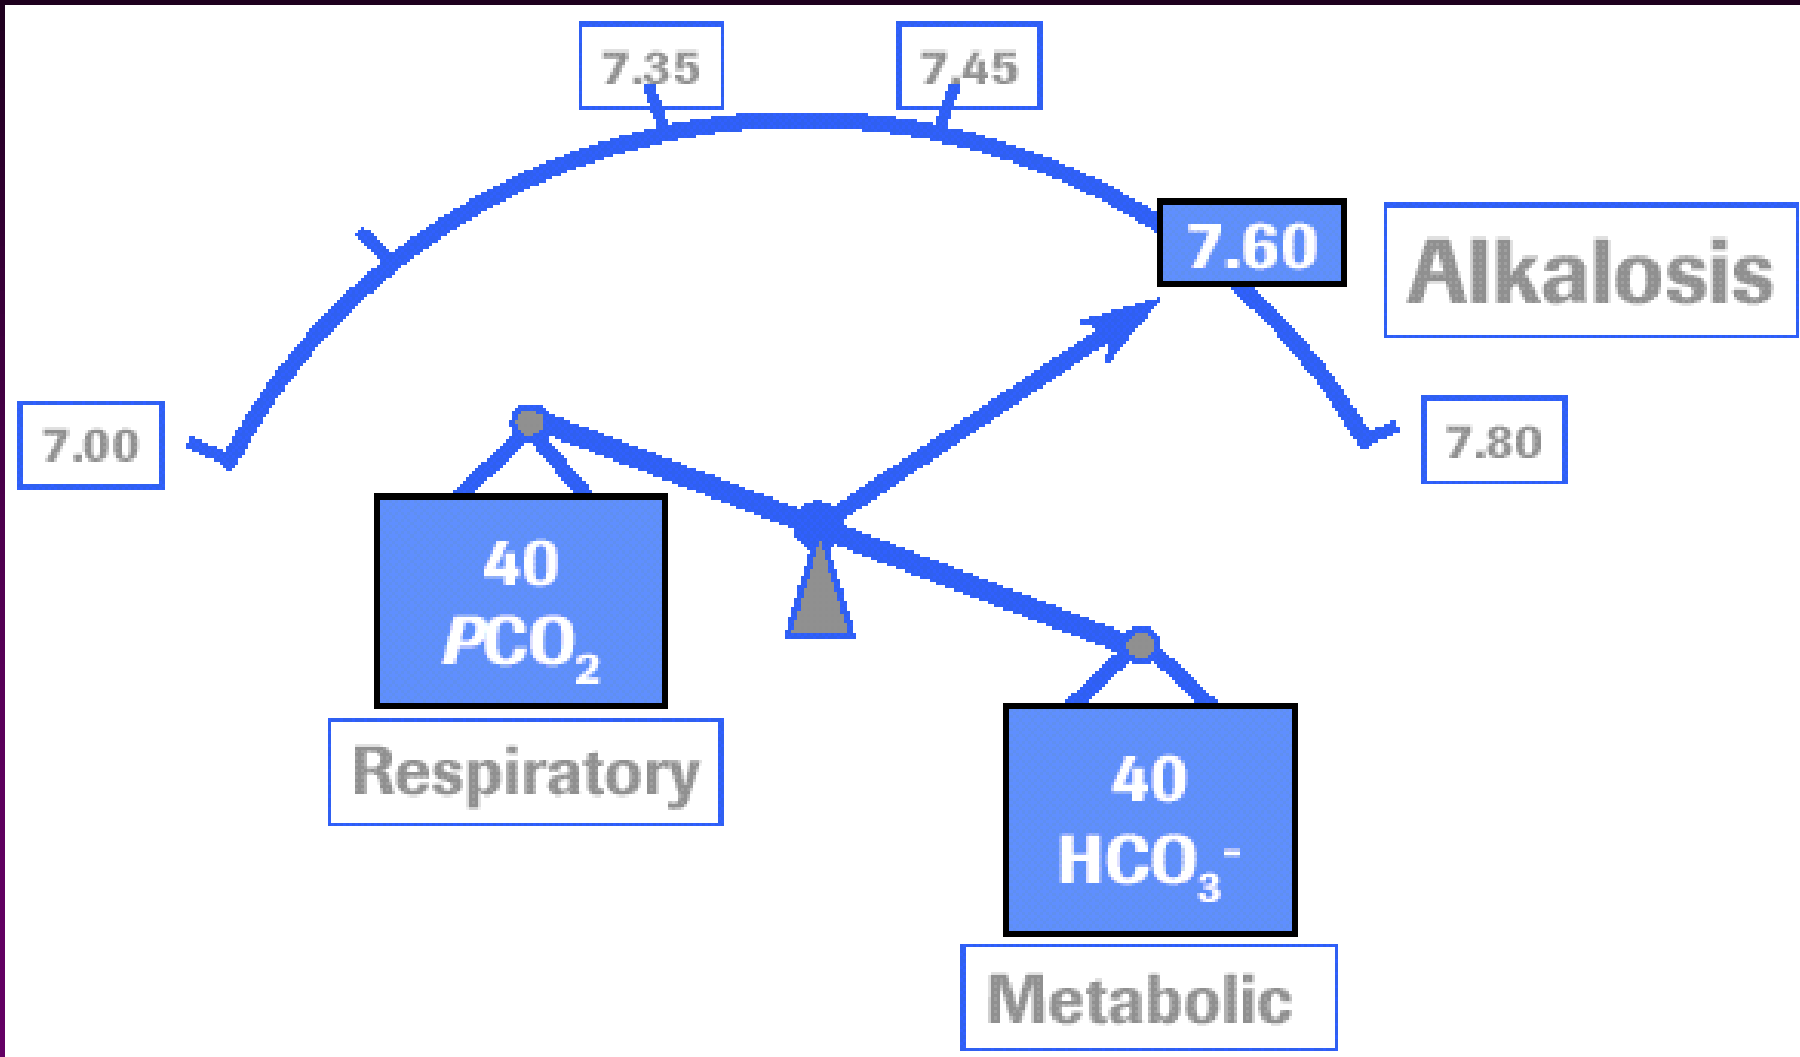 7.35
7.45
7.60
Alkalosis
7.00
7.80
40
PCO₂
Respiratory
40
HCO₃⁻
Metabolic